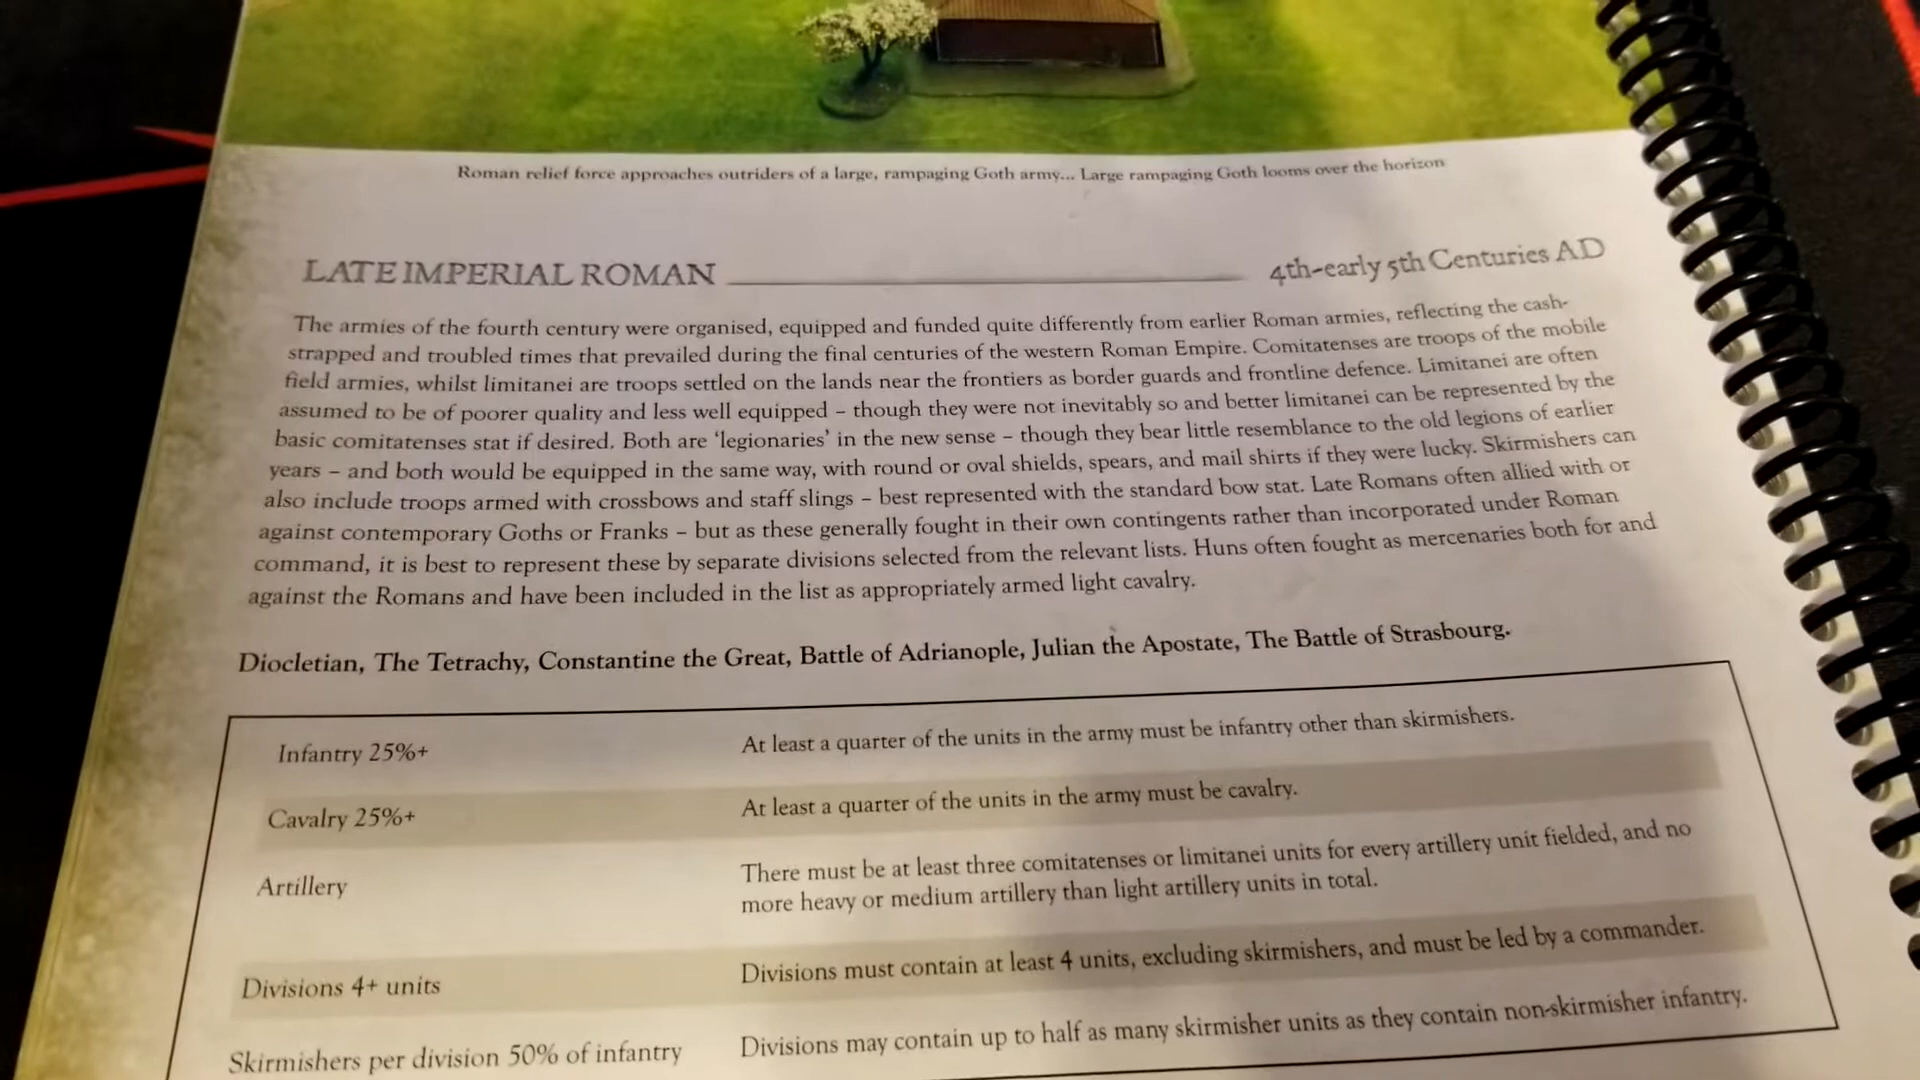 Roman relief force approaches outriders of a large, rampaging Goth army... Large rampaging Goth looms over the horizon
LATE IMPERIAL ROMAN 4th-early 5th Centuries AD
The armies of the fourth century were organised, equipped and funded quite differently from earlier Roman armies, reflecting the cash-
strapped and troubled times that prevailed during the final centuries of the western Roman Empire. Comitatenses are troops of the mobile
field armies, whilst limitanei are troops settled on the lands near the frontiers as border guards and frontline defence. Limitanei are often
assumed to be of poorer quality and less well equipped – though they were not inevitably so and better limitanei can be represented by the
basic comitatenses stat if desired. Both are ‘legionaries’ in the new sense – though they bear little resemblance to the old legions of earlier
years – and both would be equipped in the same way, with round or oval shields, spears, and mail shirts if they were lucky. Skirmishers can
also include troops armed with crossbows and staff slings – best represented with the standard bow stat. Late Romans often allied with or
against contemporary Goths or Franks – but as these generally fought in their own contingents rather than incorporated under Roman
command, it is best to represent these by separate divisions selected from the relevant lists. Huns often fought as mercenaries both for and
against the Romans and have been included in the list as appropriately armed light cavalry.
Diocletian, The Tetrachy, Constantine the Great, Battle of Adrianople, Julian the Apostate, The Battle of Strasbourg.
Infantry 25%+ At least a quarter of the units in the army must be infantry other than skirmishers.
Cavalry 25%+ At least a quarter of the units in the army must be cavalry.
Artillery There must be at least three comitatenses or limitanei units for every artillery unit fielded, and no
more heavy or medium artillery than light artillery units in total.
Divisions 4+ units Divisions must contain at least 4 units, excluding skirmishers, and must be led by a commander.
Skirmishers per division 50% of infantry Divisions may contain up to half as many skirmisher units as they contain non-skirmisher infantry.